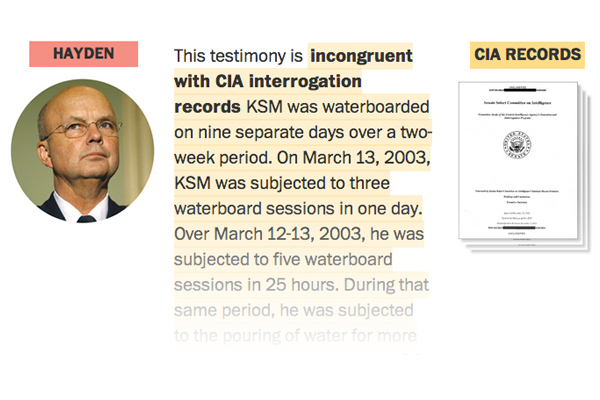 HAYDEN
This testimony is incongruent
with CIA interrogation
records KSM was waterboarded
on nine separate days over a two-
week period. On March 13, 2003,
KSM was subjected to three
waterboard sessions in one day.
Over March 12-13, 2003, he was
subjected to five waterboard
sessions in 25 hours. During that
same period, he was subjected
to the pouring of water for more
CIA RECORDS
Senate Select Committee on Intelligence